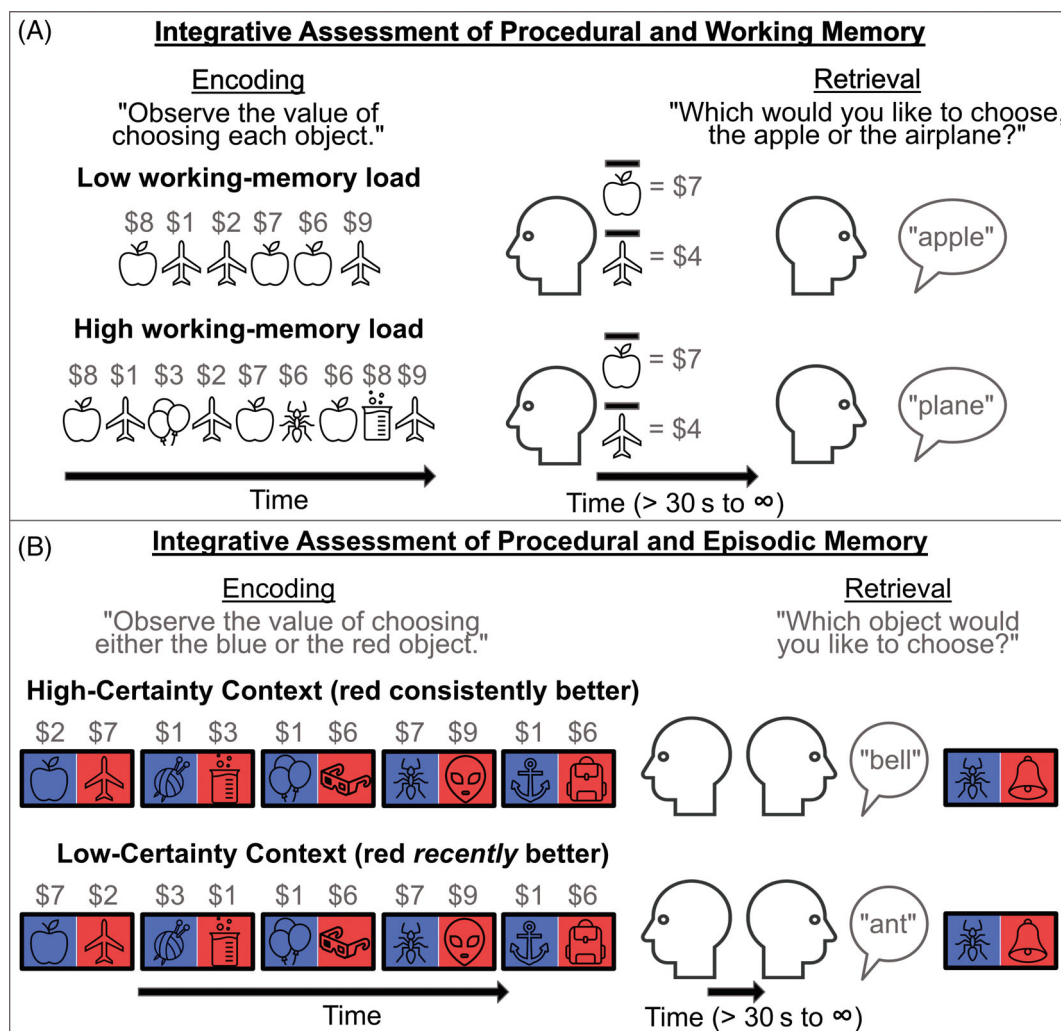 (A)
Integrative Assessment of Procedural and Working Memory
Encoding
Retrieval
"Observe the value of
choosing each object."
"Which would you like to choose,
the apple or the airplane?"
Low working-memory load
$8 $1 $2 $7 $6 $9
= $7
= $4
"apple"
High working-memory load
$8 $1 $3 $2 $7 $6 $6 $8 $9
= $7
= $4
"plane"
Time
Time (> 30 s to ∞)
(B)
Integrative Assessment of Procedural and Episodic Memory
Encoding
Retrieval
"Observe the value of choosing
either the blue or the red object."
"Which object would
you like to choose?"
High-Certainty Context (red consistently better)
$2 $7 $1 $3 $1 $6 $7 $9 $1 $6
"bell"
Low-Certainty Context (red recently better)
$7 $2 $3 $1 $1 $6 $7 $9 $1 $6
"ant"
Time
Time (> 30 s to ∞)